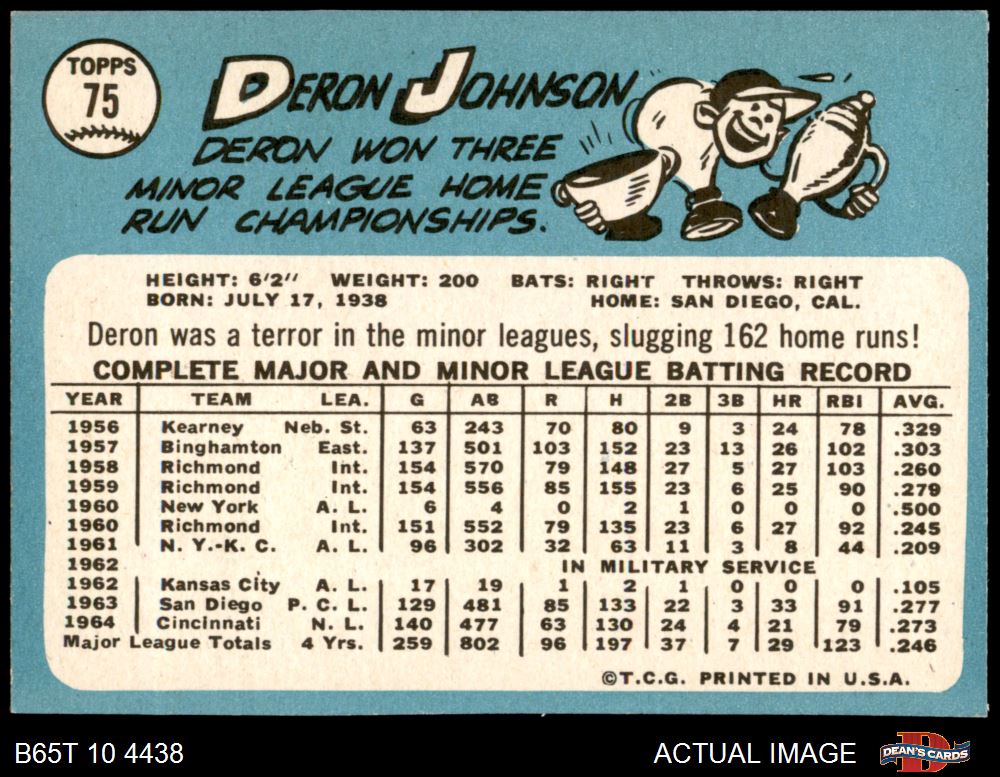 TOPPS
75
DERON JOHNSON
DERON WON THREE
MINOR LEAGUE HOME
RUN CHAMPIONSHIPS.
HEIGHT: 6'2" WEIGHT: 200 BATS: RIGHT THROWS: RIGHT
BORN: JULY 17, 1938 HOME: SAN DIEGO, CAL.
Deron was a terror in the minor leagues, slugging 162 home runs!
COMPLETE MAJOR AND MINOR LEAGUE BATTING RECORD
YEAR TEAM LEA. G AB R H 2B 3B HR RBI AVG.
1956 Kearney Neb. St. 63 243 70 80 9 3 24 78 .329
1957 Binghamton East. 137 501 103 152 23 13 26 102 .303
1958 Richmond Int. 154 570 79 148 27 5 27 103 .260
1959 Richmond Int. 154 556 85 155 23 6 25 90 .279
1960 New York A. L. 6 4 0 2 1 0 0 0 .500
1960 Richmond Int. 151 552 79 135 23 6 27 92 .245
1961 N. Y.-K. C. A. L. 96 302 32 63 11 3 8 44 .209
1962 IN MILITARY SERVICE
1962 Kansas City A. L. 17 19 1 2 1 0 0 0 .105
1963 San Diego P. C. L. 129 481 85 133 22 3 33 91 .277
1964 Cincinnati N. L. 140 477 63 130 24 4 21 79 .273
Major League Totals 4 Yrs. 259 802 96 197 37 7 29 123 .246
©T.C.G. PRINTED IN U.S.A.
B65T 10 4438 ACTUAL IMAGE DEAN'S CARDS